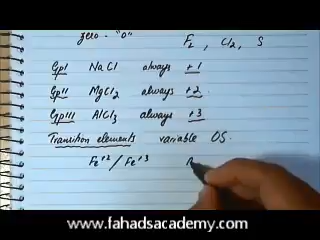 zero - "0"
F₂, Cl₂, S
GpI NaCl always +1
GpII MgCl₂ always +2
GpIII AlCl₃ always +3
Transition elements variable OS.
Fe⁺² / Fe⁺³
www.fahadsacademy.com